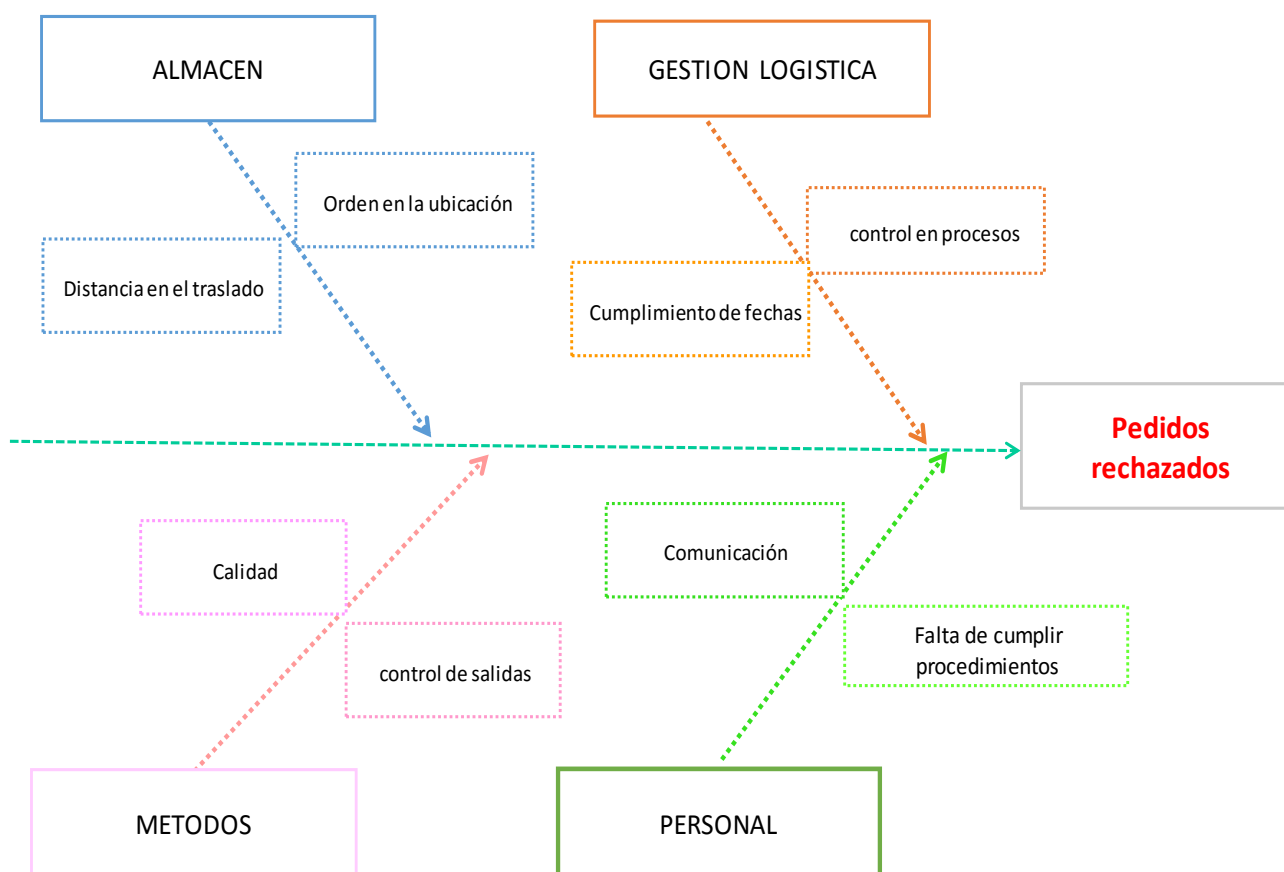 ALMACEN
GESTION LOGISTICA
Orden en la ubicación
control en procesos
Distancia en el traslado
Cumplimiento de fechas
Pedidos
rechazados
Calidad
Comunicación
control de salidas
Falta de cumplir
procedimientos
METODOS
PERSONAL